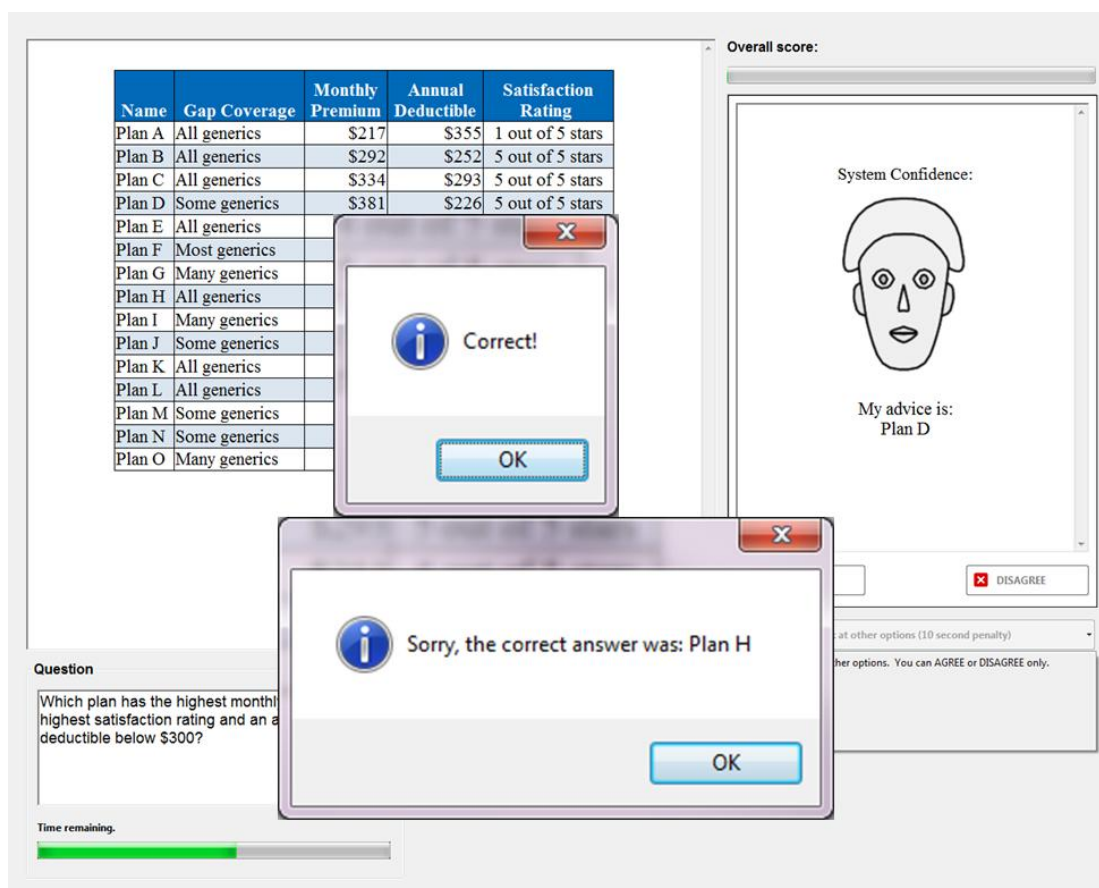 Overall score:
Name Gap Coverage Monthly Premium Annual Deductible Satisfaction Rating
Plan A All generics $217 $355 1 out of 5 stars
Plan B All generics $292 $252 5 out of 5 stars
Plan C All generics $334 $293 5 out of 5 stars
Plan D Some generics $381 $226 5 out of 5 stars
Plan E All generics
Plan F Most generics
Plan G Many generics
Plan H All generics
Plan I Many generics
Plan J Some generics
Plan K All generics
Plan L All generics
Plan M Some generics
Plan N Some generics
Plan O Many generics
Correct!
OK
System Confidence:
My advice is:
Plan D
DISAGREE
at other options (10 second penalty)
her options. You can AGREE or DISAGREE only.
Sorry, the correct answer was: Plan H
OK
Question
Which plan has the highest monthl
highest satisfaction rating and an a
deductible below $300?
Time remaining.